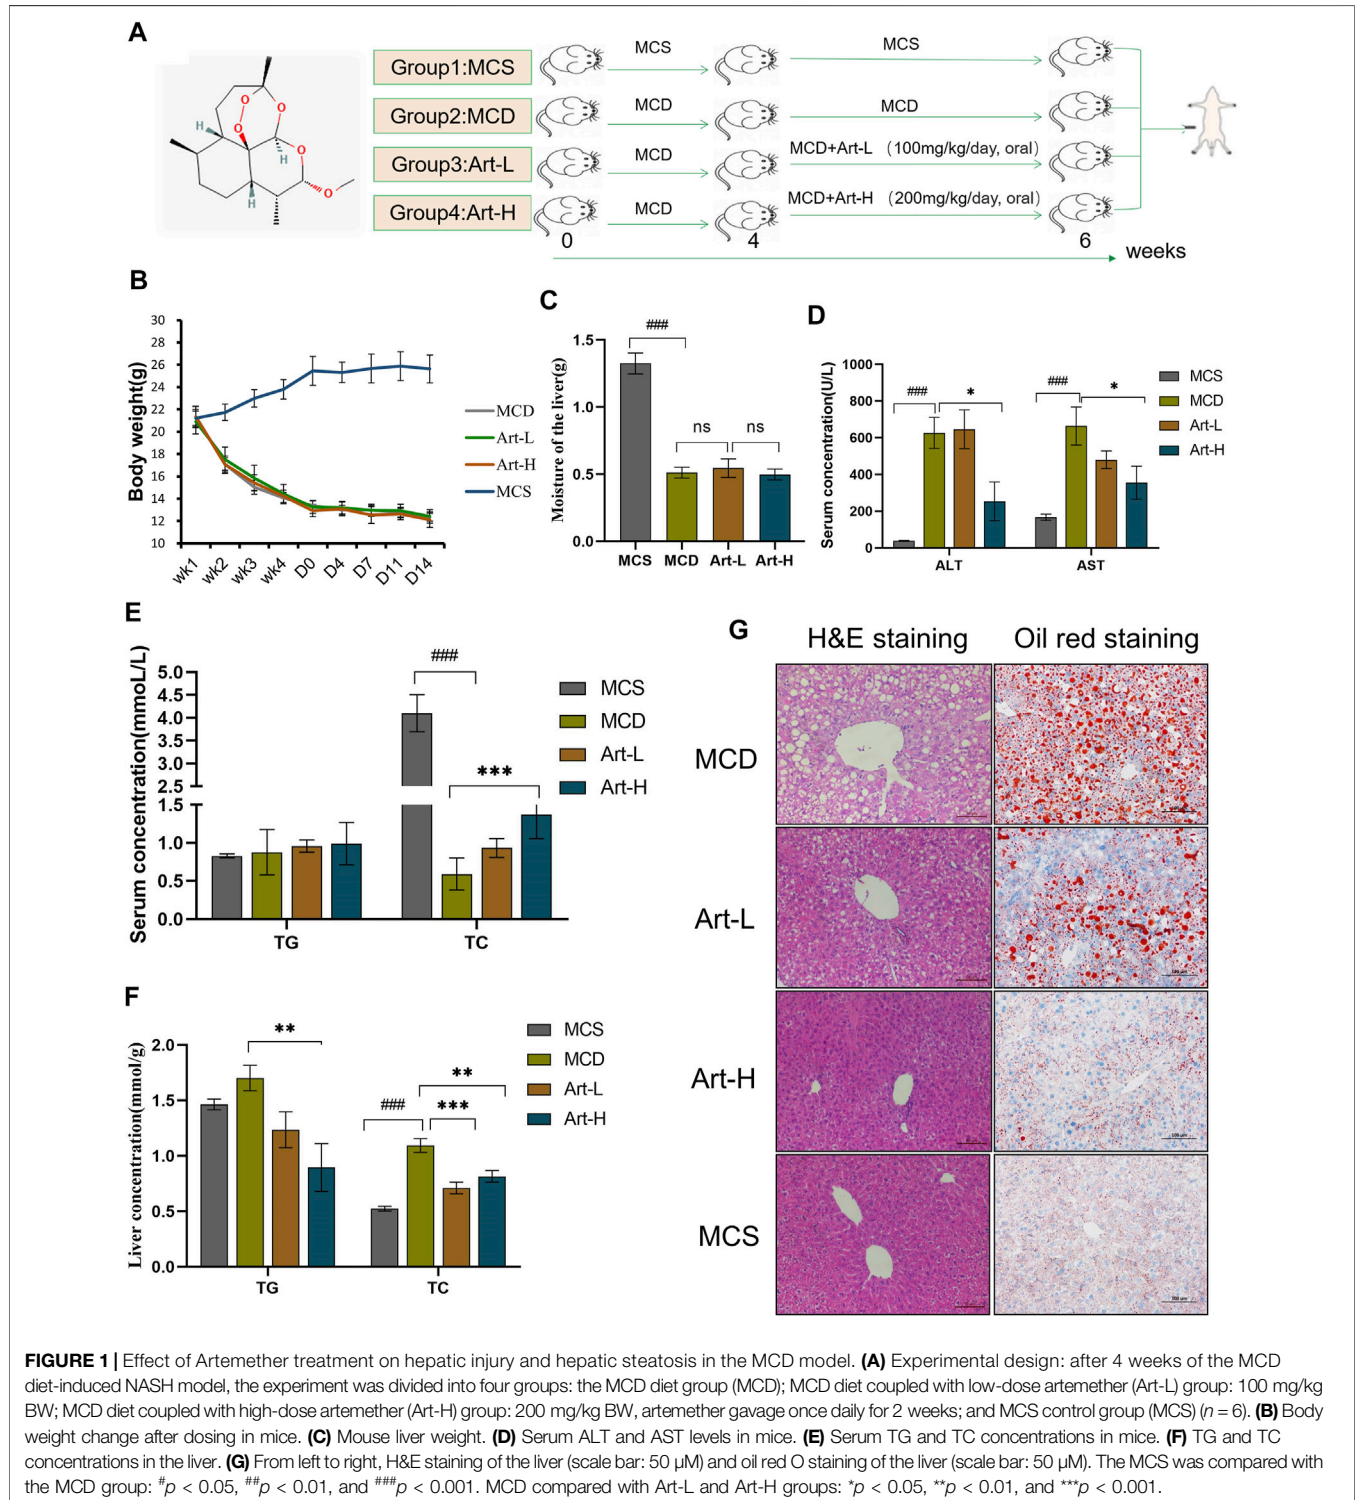 A
H
H
H
O
O
O
O
O
Group1:MCS
MCS
MCS
Group2:MCD
MCD
MCD
Group3:Art-L
MCD
MCD+Art-L (100mg/kg/day, oral)
Group4:Art-H
MCD
MCD+Art-H (200mg/kg/day, oral)
0
4
6
weeks
B
Body weight(g)
30
28
26
24
22
20
18
16
14
12
10
wk1
wk2
wk3
wk4
D0
D4
D7
D11
D14
MCD
Art-L
Art-H
MCS
C
Moisture of the liver(g)
1.5
1.0
0.5
0.0
###
ns
ns
MCS
MCD
Art-L
Art-H
D
Serum concentration(U/L)
1000
800
600
400
200
0
###
*
###
*
ALT
AST
MCS
MCD
Art-L
Art-H
E
Serum concentration(mmoL/L)
5.0
4.5
4.0
3.5
3.0
2.5
1.5
1.0
0.5
0.0
###
***
TG
TC
MCS
MCD
Art-L
Art-H
F
Liver concentration(mmol/g)
2.0
1.5
1.0
0.5
0.0
**
###
**
***
TG
TC
MCS
MCD
Art-L
Art-H
G
H&E staining
Oil red staining
MCD
Art-L
100 μm
Art-H
100 μm
MCS
100 μm
FIGURE 1 | Effect of Artemether treatment on hepatic injury and hepatic steatosis in the MCD model. (A) Experimental design: after 4 weeks of the MCD
diet-induced NASH model, the experiment was divided into four groups: the MCD diet group (MCD); MCD diet coupled with low-dose artemether (Art-L) group: 100 mg/kg
BW; MCD diet coupled with high-dose artemether (Art-H) group: 200 mg/kg BW, artemether gavage once daily for 2 weeks; and MCS control group (MCS) (n = 6). (B) Body
weight change after dosing in mice. (C) Mouse liver weight. (D) Serum ALT and AST levels in mice. (E) Serum TG and TC concentrations in mice. (F) TG and TC
concentrations in the liver. (G) From left to right, H&E staining of the liver (scale bar: 50 μM) and oil red O staining of the liver (scale bar: 50 μM). The MCS was compared with
the MCD group: #p < 0.05, ##p < 0.01, and ###p < 0.001. MCD compared with Art-L and Art-H groups: *p < 0.05, **p < 0.01, and ***p < 0.001.